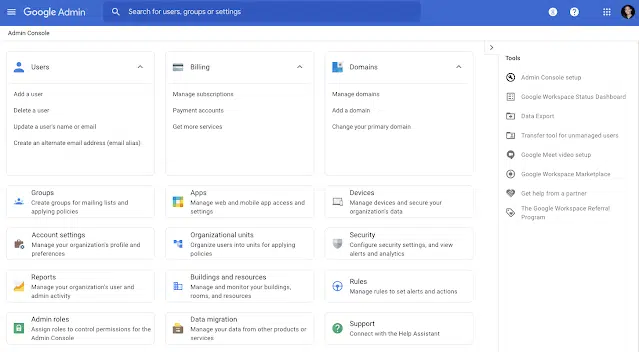 Google Admin
Search for users, groups or settings
Admin Console
Users
Add a user
Delete a user
Update a user's name or email
Create an alternate email address (email alias)
Billing
Manage subscriptions
Payment accounts
Get more services
Domains
Manage domains
Add a domain
Change your primary domain
Groups
Create groups for mailing lists and
applying policies
Apps
Manage web and mobile app access and
settings
Devices
Manage devices and secure your
organization's data
Account settings
Manage your organization's profile and
preferences
Organizational units
Organize users into units for applying
policies
Security
Configure security settings, and view
alerts and analytics
Reports
Manage your organization's user and
admin activity
Buildings and resources
Manage and monitor your buildings,
rooms, and resources
Rules
Manage rules to set alerts and actions
Admin roles
Assign roles to control permissions for the
Admin Console
Data migration
Manage your data from other products or
services
Support
Connect with the Help Assistant
Tools
Admin Console setup
Google Workspace Status Dashboard
Data Export
Transfer tool for unmanaged users
Google Meet video setup
Google Workspace Marketplace
Get help from a partner
The Google Workspace Referral
Program